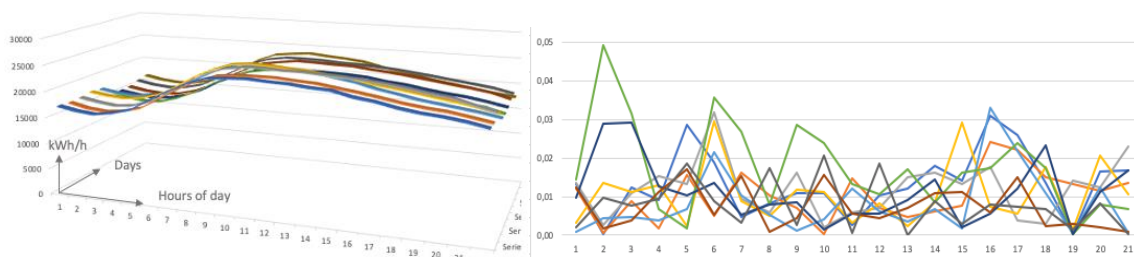 30000
25000
20000
15000
10000
5000
0
kWh/h
Days
Hours of day
1 2 3 4 5 6 7 8 9 10 11 12 13 14 15 16 17 18 19 20
S
Se
Ser
Serie
0,05
0,04
0,03
0,02
0,01
0,00
1 2 3 4 5 6 7 8 9 10 11 12 13 14 15 16 17 18 19 20 21